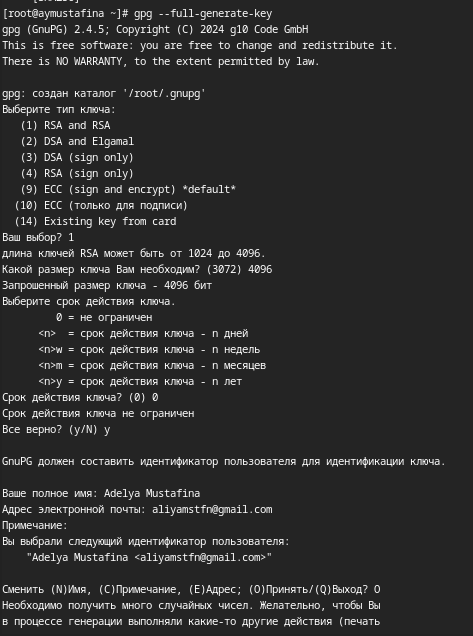 [root@aymustafina ~]# gpg --full-generate-key
gpg (GnuPG) 2.4.5; Copyright (C) 2024 g10 Code GmbH
This is free software: you are free to change and redistribute it.
There is NO WARRANTY, to the extent permitted by law.

gpg: создан каталог '/root/.gnupg'
Выберите тип ключа:
   (1) RSA and RSA
   (2) DSA and Elgamal
   (3) DSA (sign only)
   (4) RSA (sign only)
   (9) ECC (sign and encrypt) *default*
  (10) ECC (только для подписи)
  (14) Existing key from card
Ваш выбор? 1
длина ключей RSA может быть от 1024 до 4096.
Какой размер ключа Вам необходим? (3072) 4096
Запрошенный размер ключа - 4096 бит
Выберите срок действия ключа.
         0 = не ограничен
      <n>  = срок действия ключа - n дней
      <n>w = срок действия ключа - n недель
      <n>m = срок действия ключа - n месяцев
      <n>y = срок действия ключа - n лет
Срок действия ключа? (0) 0
Срок действия ключа не ограничен
Все верно? (y/N) y

GnuPG должен составить идентификатор пользователя для идентификации ключа.

Ваше полное имя: Adelya Mustafina
Адрес электронной почты: aliyamstfn@gmail.com
Примечание:
Вы выбрали следующий идентификатор пользователя:
    "Adelya Mustafina <aliyamstfn@gmail.com>"

Сменить (N)Имя, (C)Примечание, (E)Адрес; (O)Принять/(Q)Выход? O
Необходимо получить много случайных чисел. Желательно, чтобы Вы
в процессе генерации выполняли какие-то другие действия (печать